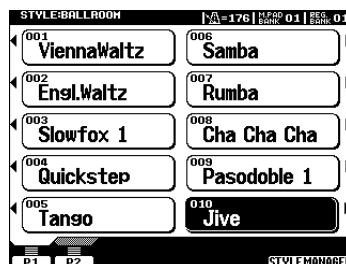 STYLE:BALLROOM =176 M.PAD BANK 01 REG. BANK 01
001 ViennaWaltz
006 Samba
002 Engl.Waltz
007 Rumba
003 Slowfox 1
008 Cha Cha Cha
004 Quickstep
009 Pasodoble 1
005 Tango
010 Jive
P1 P2 STYLE MANAGE